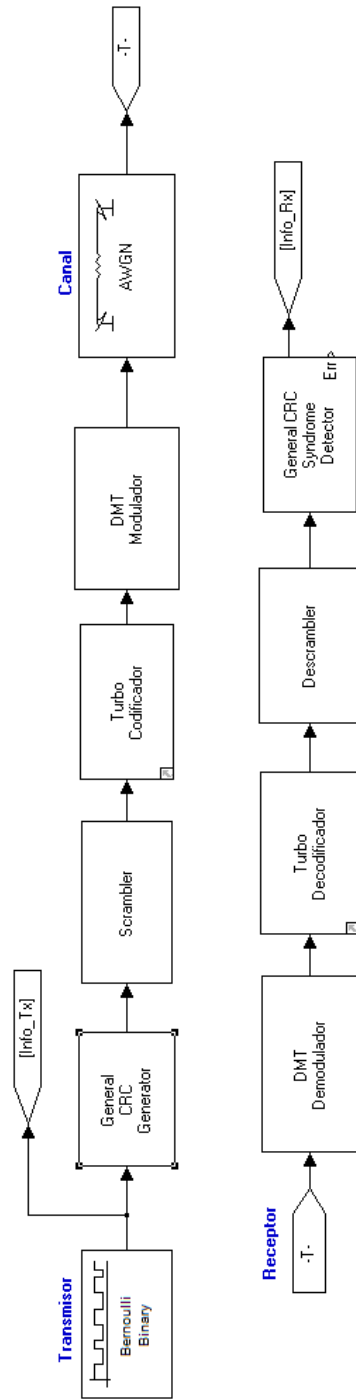 Transmisor
Bernoulli
Binary
[Info_Tx]
General
CRC
Generator
Scrambler
Turbo
Codificador
DMT
Modulador
Canal
AWGN
-T-
Receptor
-T-
DMT
Demodulador
Turbo
Decodificador
Descrambler
General CRC
Syndrome
Detector
Err
[Info_Rx]